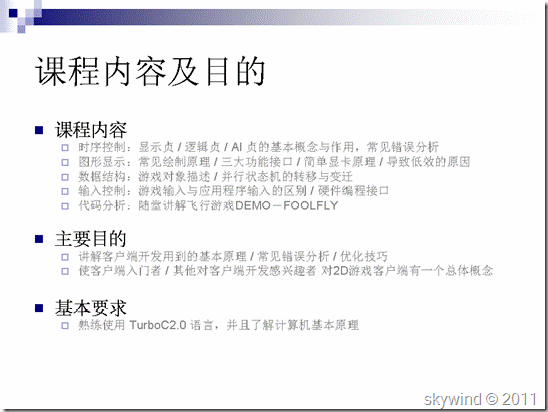 课程内容及目的
课程内容
时序控制：显示贞 / 逻辑贞 / AI 贞的基本概念与作用，常见错误分析
图形显示：常见绘制原理 / 三大功能接口 / 简单显卡原理 / 导致低效的原因
数据结构：游戏对象描述 / 并行状态机的转移与变迁
输入控制：游戏输入与应用程序输入的区别 / 硬件编程接口
代码分析：随堂讲解飞行游戏DEMO－FOOLFLY
主要目的
讲解客户端开发用到的基本原理 / 常见错误分析 / 优化技巧
使客户端入门者 / 其他对客户端开发感兴趣者 对2D游戏客户端有一个总体概念
基本要求
熟练使用 TurboC2.0 语言，并且了解计算机基本原理
skywind © 2011